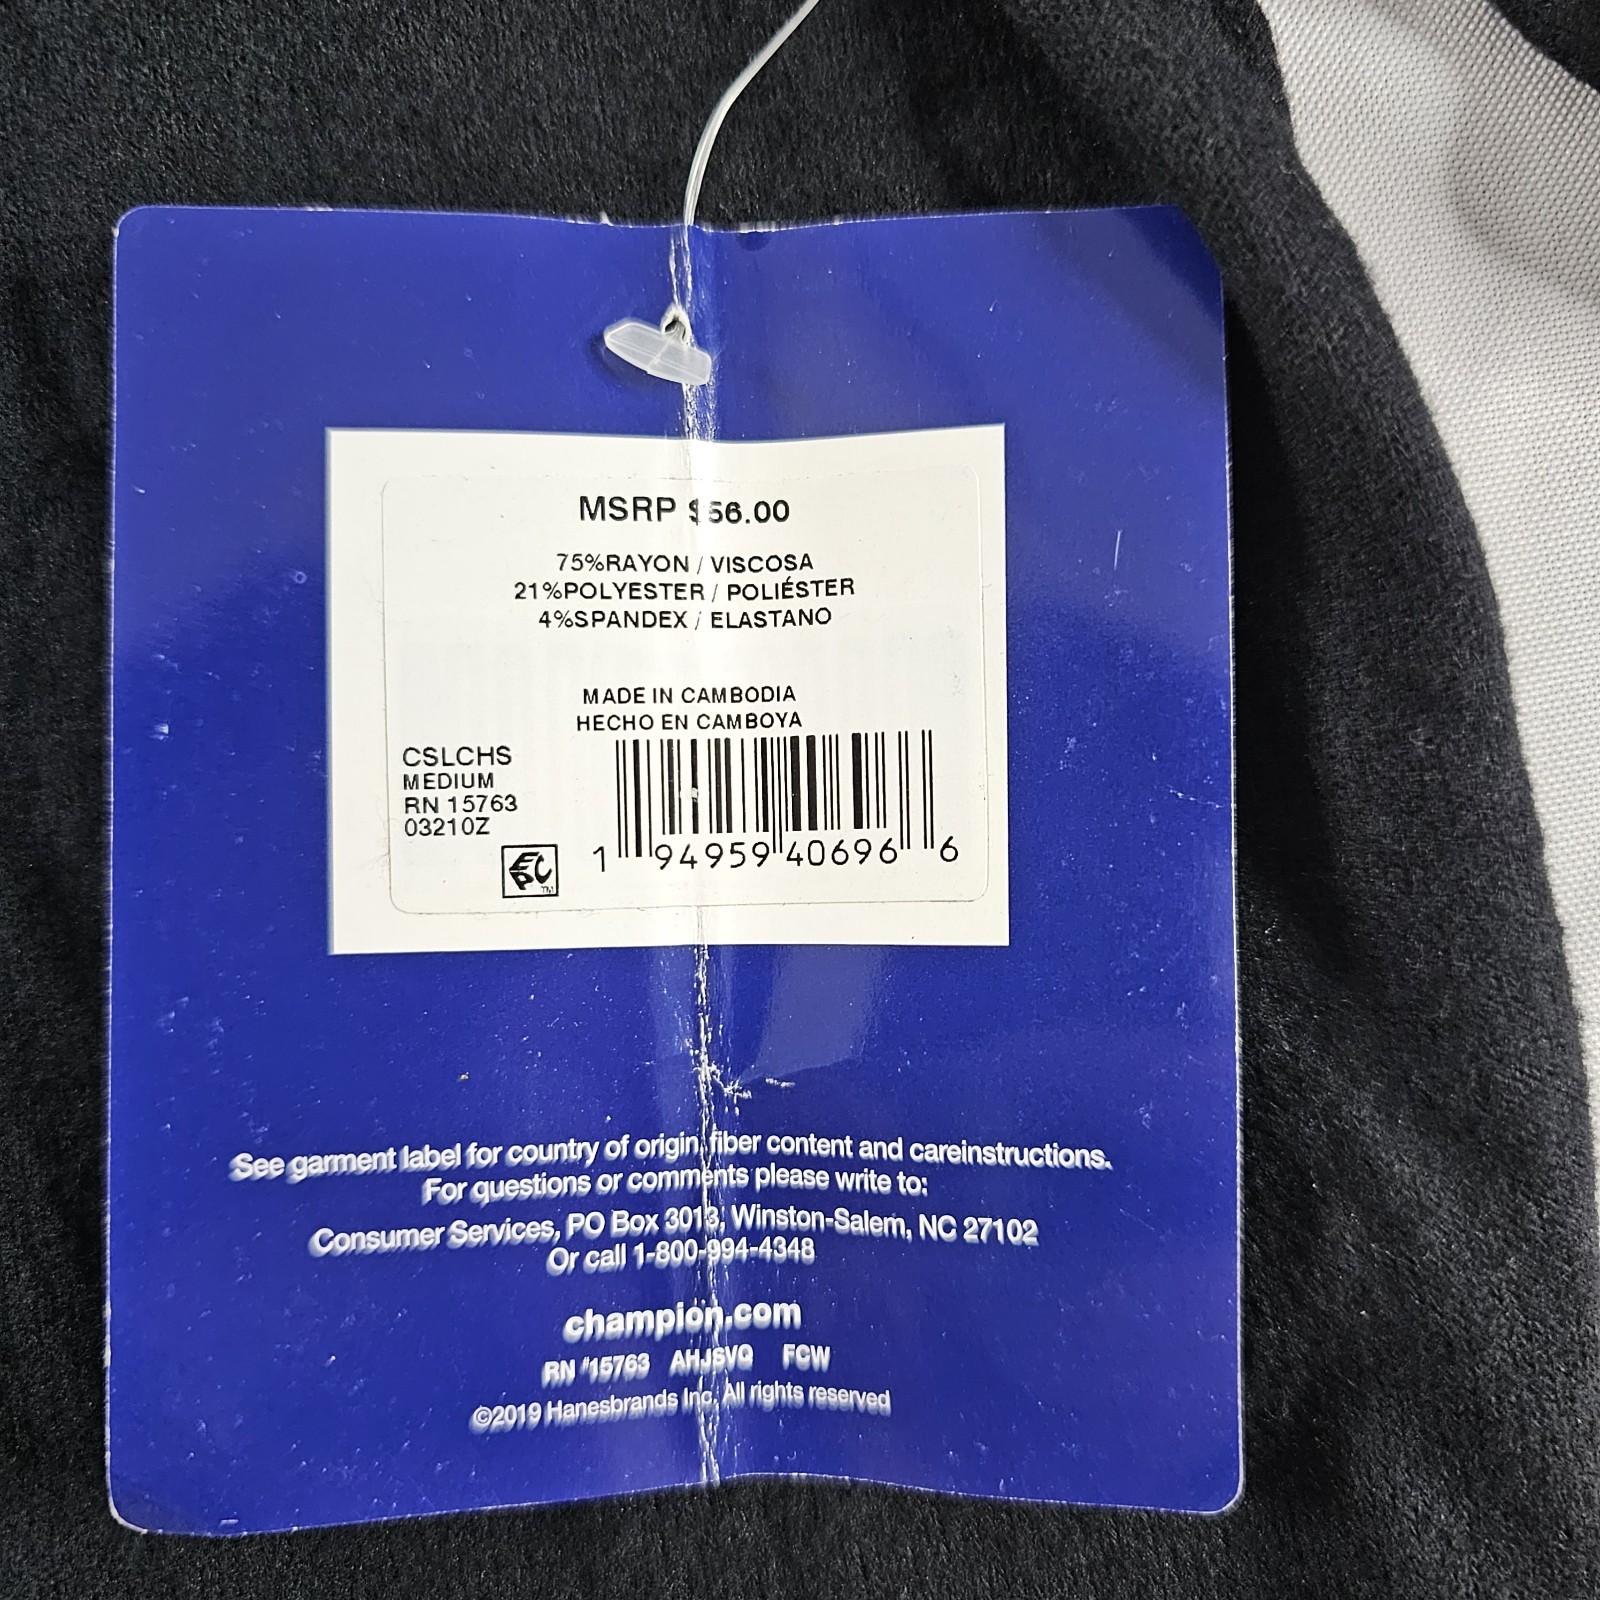 MSRP $56.00
75%RAYON / VISCOSA
21%POLYESTER / POLIÉSTER
4%SPANDEX / ELASTANO
MADE IN CAMBODIA
HECHO EN CAMBOYA
CSLCHS
MEDIUM
RN 15763
03210Z
EPC TM
1 94959 40696 6
See garment label for country of origin, fiber content and careinstructions.
For questions or comments please write to:
Consumer Services, PO Box 3013, Winston-Salem, NC 27102
Or call 1-800-994-4348
champion.com
RN #15763 AHJSVQ FCW
©2019 Hanesbrands Inc. All rights reserved